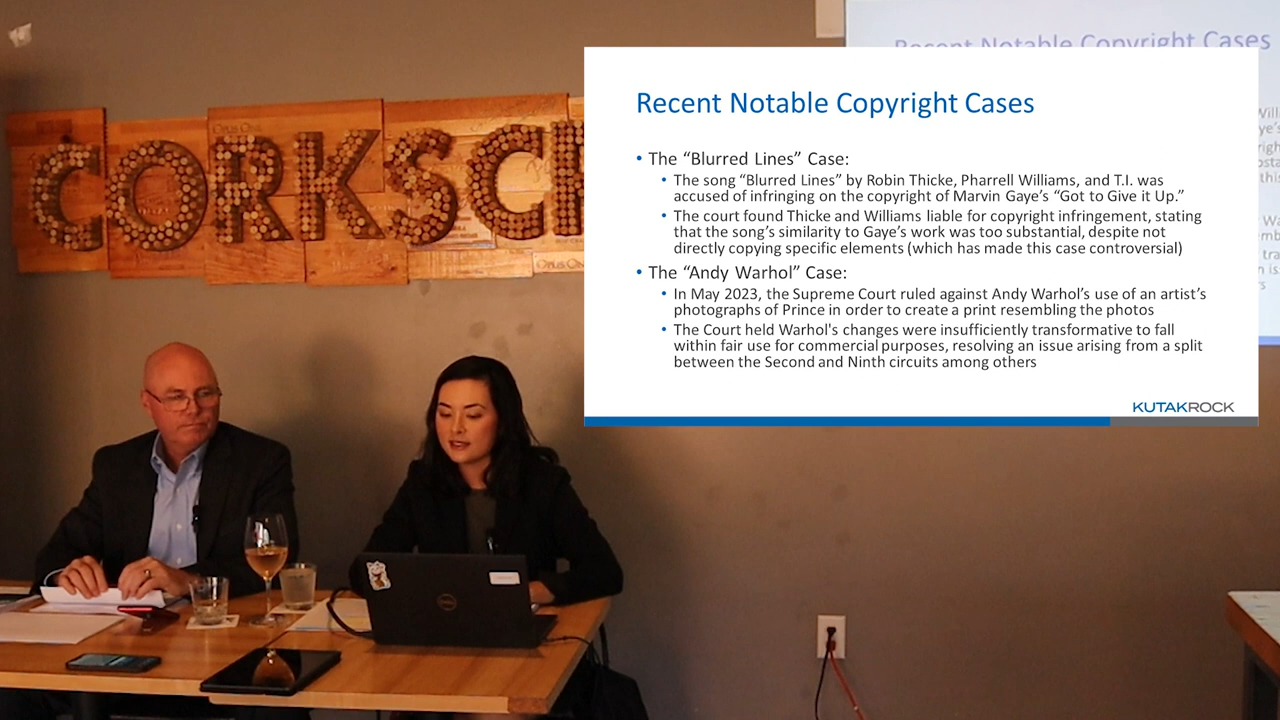 Recent Notable Copyright Cases
CORKSC
Recent Notable Copyright Cases
• The “Blurred Lines” Case:
• The song “Blurred Lines” by Robin Thicke, Pharrell Williams, and T.I. was
accused of infringing on the copyright of Marvin Gaye’s “Got to Give it Up.”
• The court found Thicke and Williams liable for copyright infringement, stating
that the song’s similarity to Gaye’s work was too substantial, despite not
directly copying specific elements (which has made this case controversial)
• The “Andy Warhol” Case:
• In May 2023, the Supreme Court ruled against Andy Warhol’s use of an artist’s
photographs of Prince in order to create a print resembling the photos
• The Court held Warhol's changes were insufficiently transformative to fall
within fair use for commercial purposes, resolving an issue arising from a split
between the Second and Ninth circuits among others
KUTAKROCK
DELL